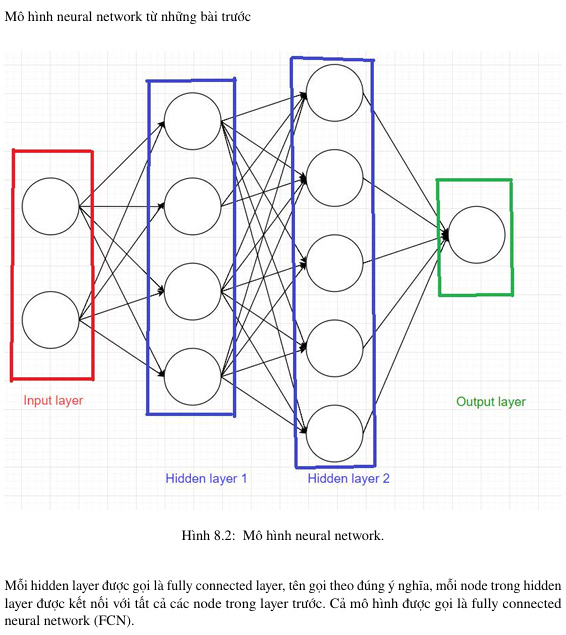 Mô hình neural network từ những bài trước
Input layer
Output layer
Hidden layer 1
Hidden layer 2
Hình 8.2: Mô hình neural network.
Mỗi hidden layer được gọi là fully connected layer, tên gọi theo đúng ý nghĩa, mỗi node trong hidden
layer được kết nối với tất cả các node trong layer trước. Cả mô hình được gọi là fully connected
neural network (FCN).